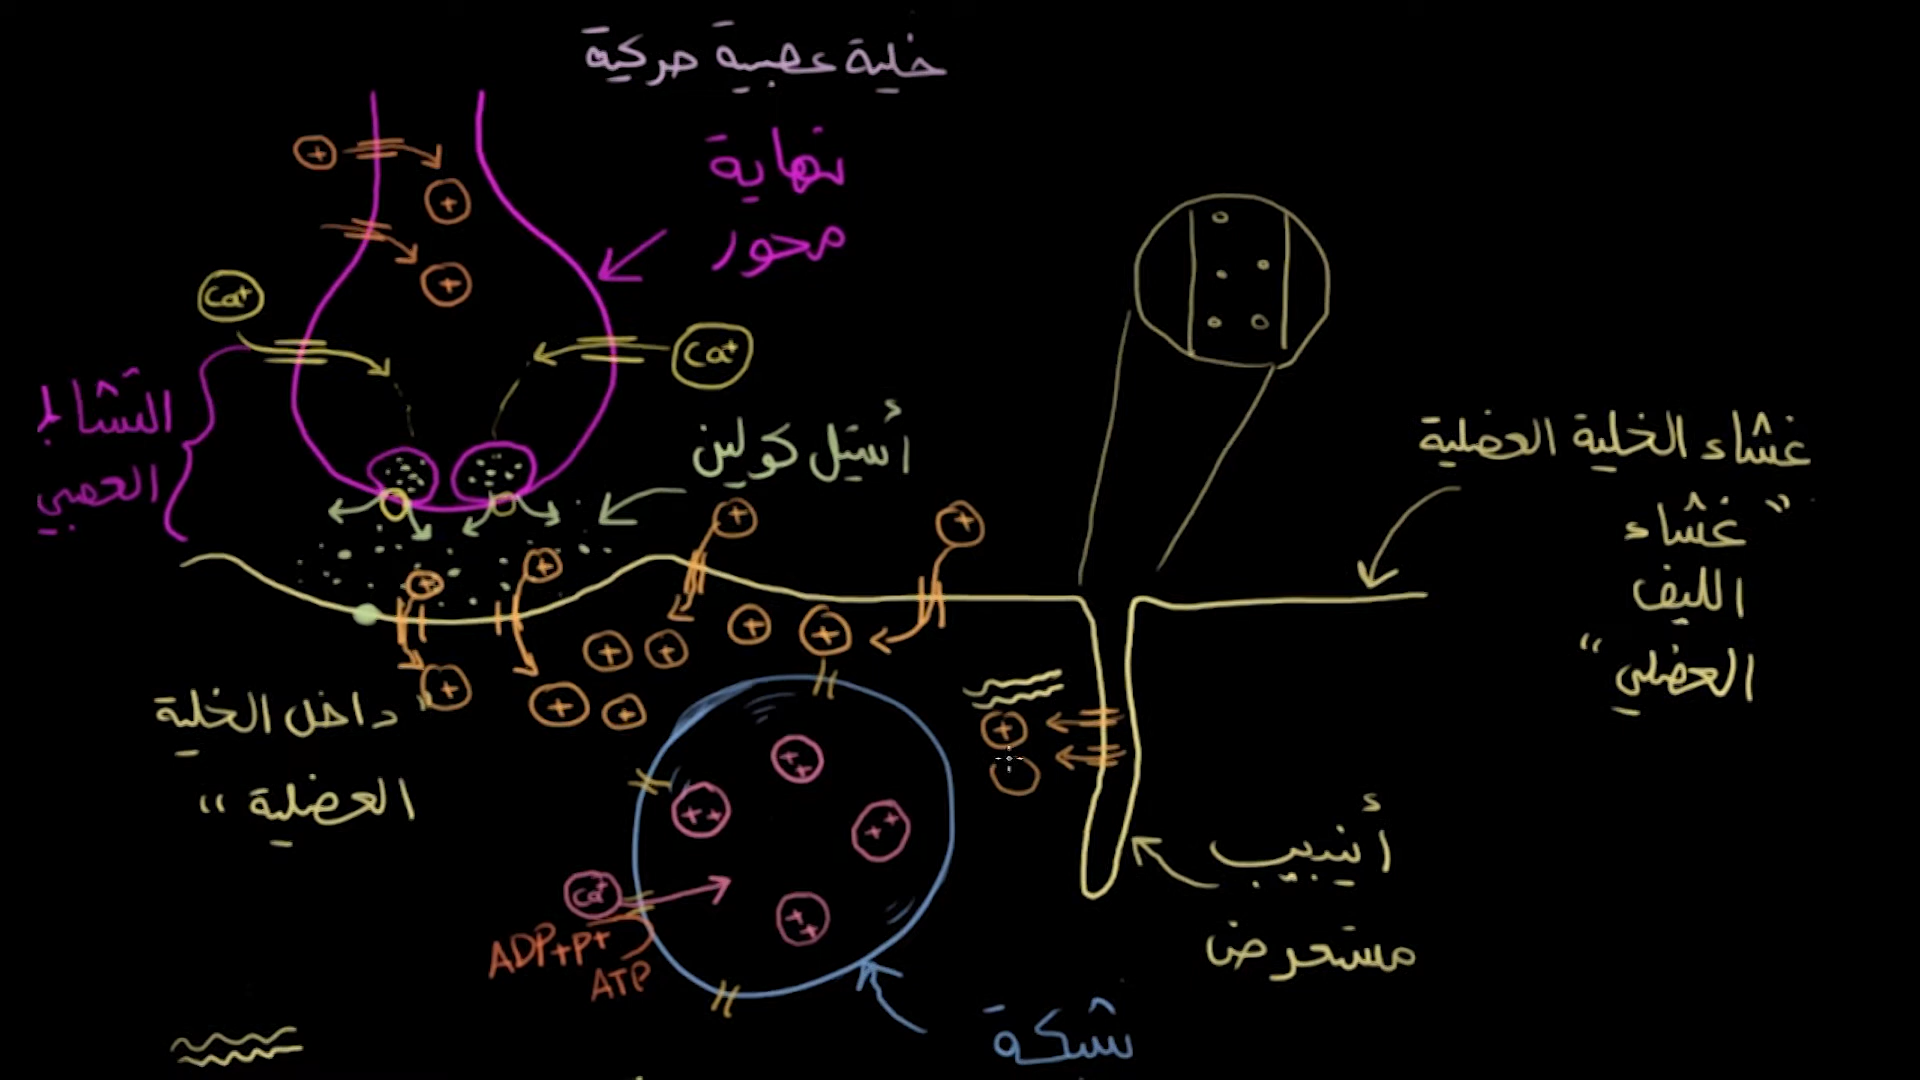 خلية عصبية حركية
نهاية
محور
+
+
+
Ca+
Ca+
التشابك
العصبي
أستيل كولين
غشاء الخلية العضلية
"غشاء
الليف
العضلي"
+
+
+
+
+
+
+
+
+
+
+
+
"داخل الخلية
العضلية"
++
++
++
++
Ca+
ADP+P+
ATP
أنيبيب
مستعرض
شبكة